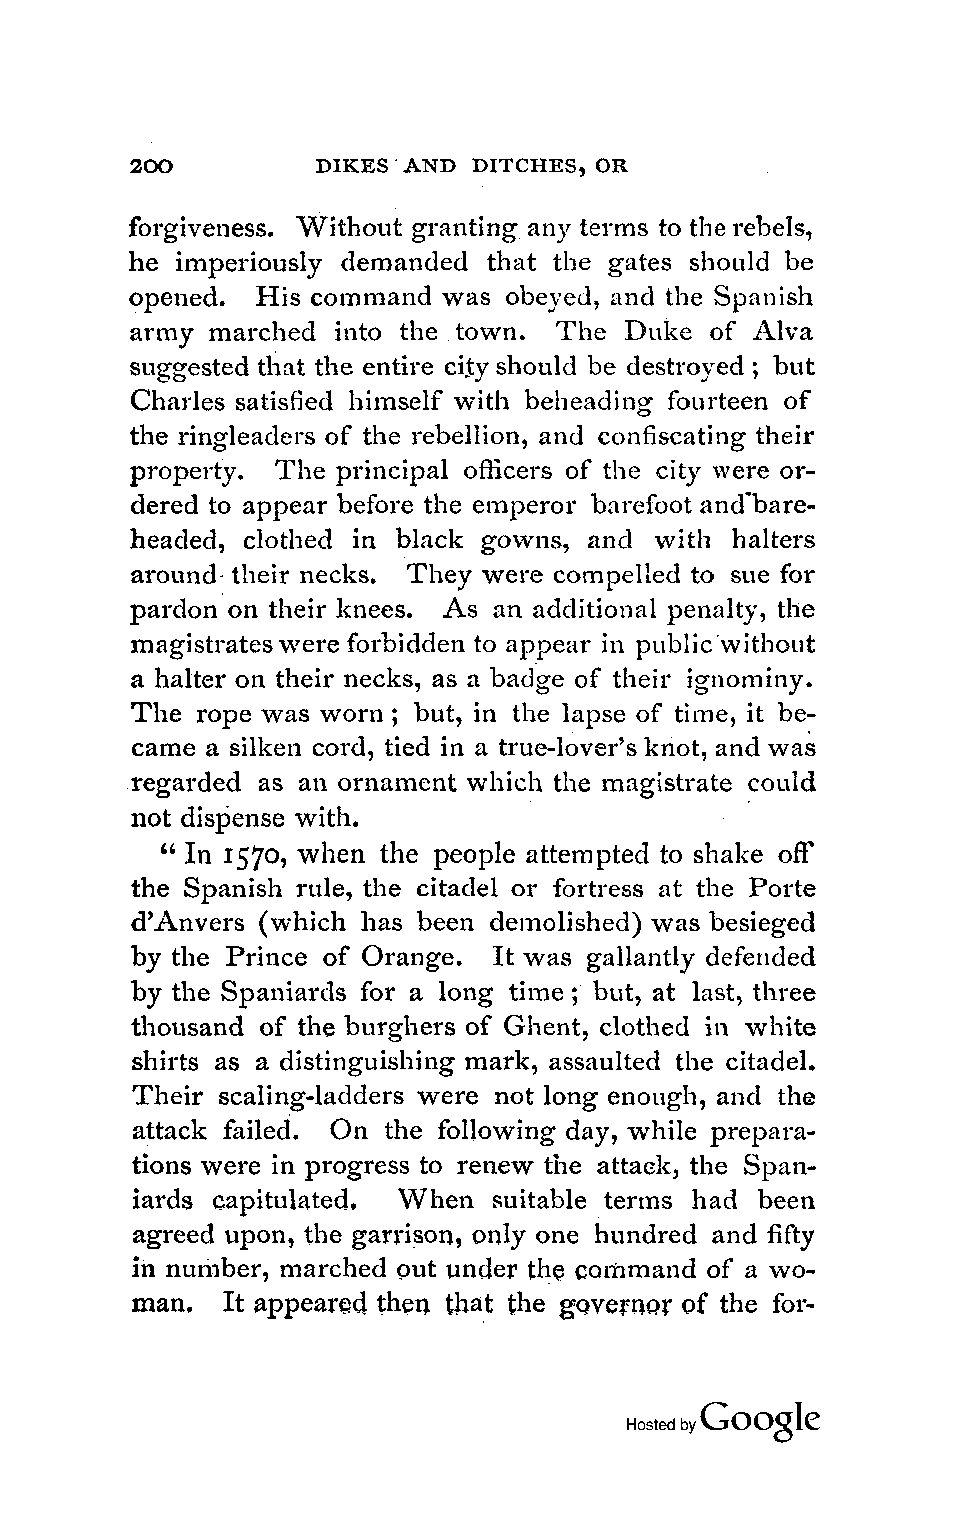 200 DIKES AND DITCHES, OR
forgiveness. Without granting any terms to the rebels,
he imperiously demanded that the gates should be
opened. His command was obeyed, and the Spanish
army marched into the town. The Duke of Alva
suggested that the entire city should be destroyed ; but
Charles satisfied himself with beheading fourteen of
the ringleaders of the rebellion, and confiscating their
property. The principal officers of the city were or-
dered to appear before the emperor barefoot and bare-
headed, clothed in black gowns, and with halters
around their necks. They were compelled to sue for
pardon on their knees. As an additional penalty, the
magistrates were forbidden to appear in public without
a halter on their necks, as a badge of their ignominy.
The rope was worn ; but, in the lapse of time, it be-
came a silken cord, tied in a true-lover's knot, and was
regarded as an ornament which the magistrate could
not dispense with.
“ In 1570, when the people attempted to shake off
the Spanish rule, the citadel or fortress at the Porte
d'Anvers (which has been demolished) was besieged
by the Prince of Orange. It was gallantly defended
by the Spaniards for a long time ; but, at last, three
thousand of the burghers of Ghent, clothed in white
shirts as a distinguishing mark, assaulted the citadel.
Their scaling-ladders were not long enough, and the
attack failed. On the following day, while prepara-
tions were in progress to renew the attack, the Span-
iards capitulated. When suitable terms had been
agreed upon, the garrison, only one hundred and fifty
in number, marched out under the command of a wo-
man. It appeared then that the governor of the for-
Hosted by Google